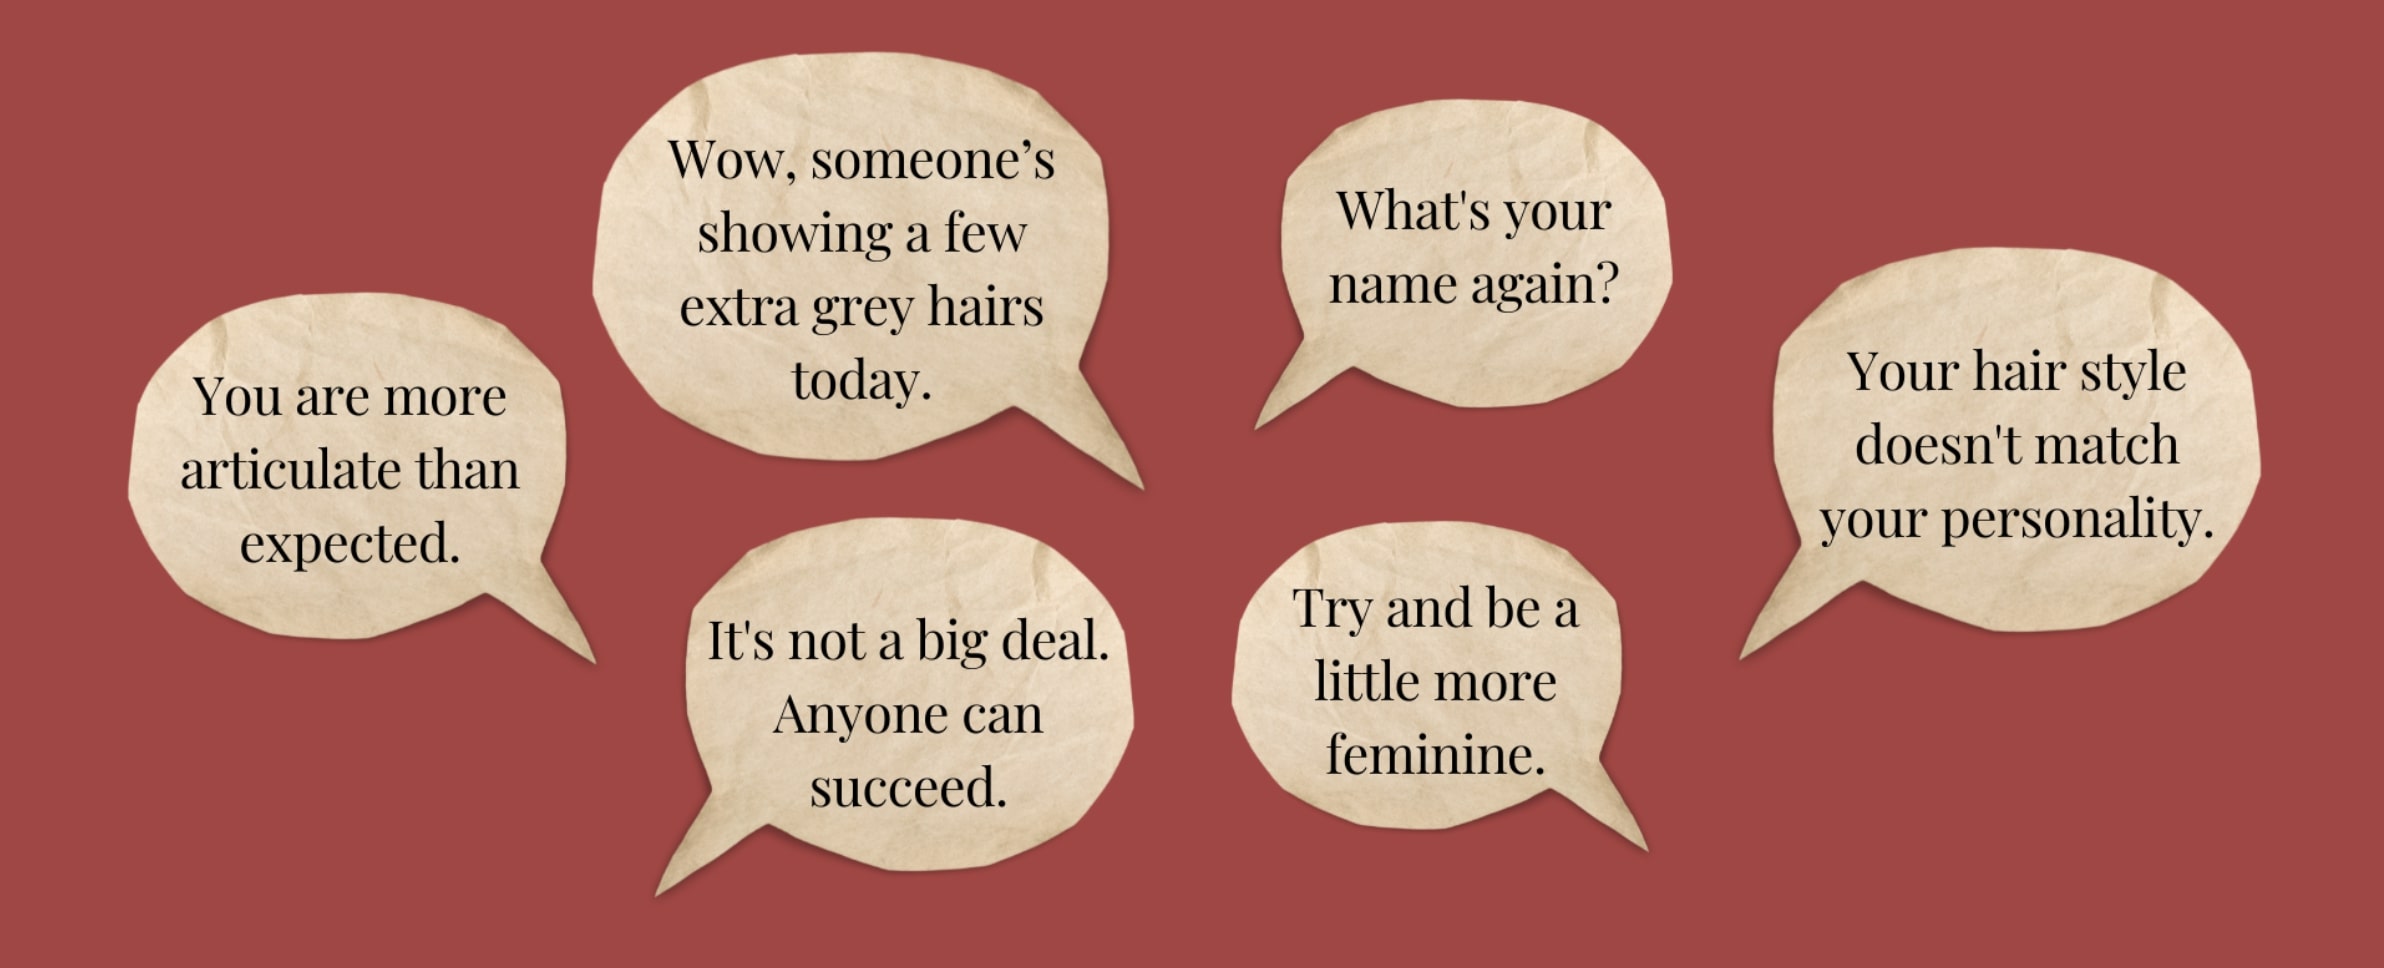 Wow, someone’s
showing a few
extra grey hairs
today.
What's your
name again?
You are more
articulate than
expected.
Your hair style
doesn't match
your personality.
It's not a big deal.
Anyone can
succeed.
Try and be a
little more
feminine.